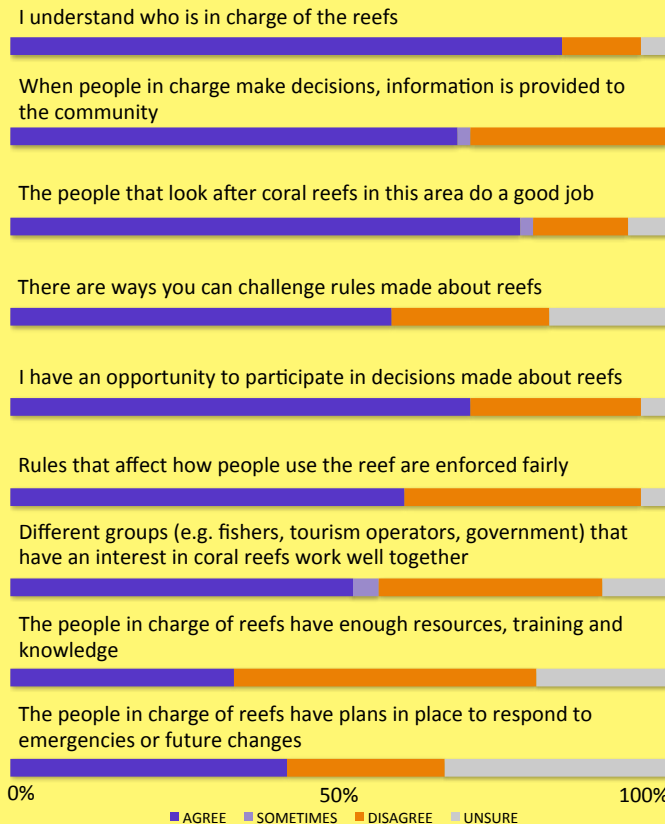 I understand who is in charge of the reefs
When people in charge make decisions, information is provided to
the community
The people that look after coral reefs in this area do a good job
There are ways you can challenge rules made about reefs
I have an opportunity to participate in decisions made about reefs
Rules that affect how people use the reef are enforced fairly
Different groups (e.g. fishers, tourism operators, government) that
have an interest in coral reefs work well together
The people in charge of reefs have enough resources, training and
knowledge
The people in charge of reefs have plans in place to respond to
emergencies or future changes
0% 50% 100%
AGREE SOMETIMES DISAGREE UNSURE